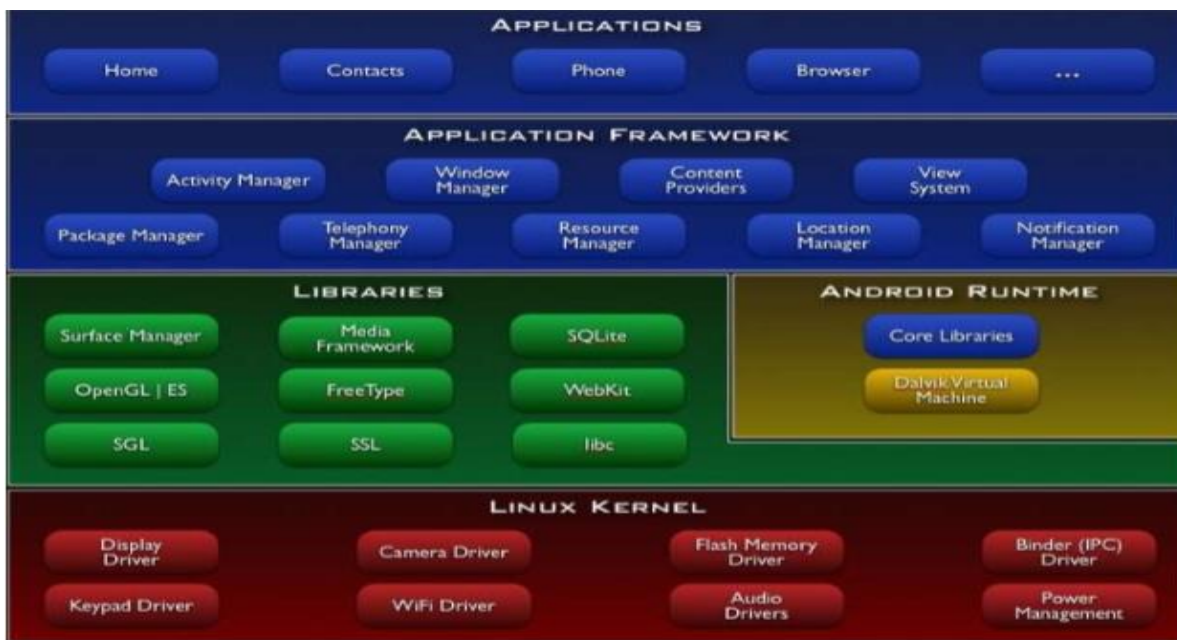 APPLICATIONS
Home
Contacts
Phone
Browser
...
APPLICATION FRAMEWORK
Activity Manager
Window
Manager
Content
Providers
View
System
Package Manager
Telephony
Manager
Resource
Manager
Location
Manager
Notification
Manager
LIBRARIES
Surface Manager
Media
Framework
SQLite
OpenGL | ES
FreeType
WebKit
SGL
SSL
libc
ANDROID RUNTIME
Core Libraries
Dalvik Virtual
Machine
LINUX KERNEL
Display
Driver
Camera Driver
Flash Memory
Driver
Binder (IPC)
Driver
Keypad Driver
WiFi Driver
Audio
Drivers
Power
Management